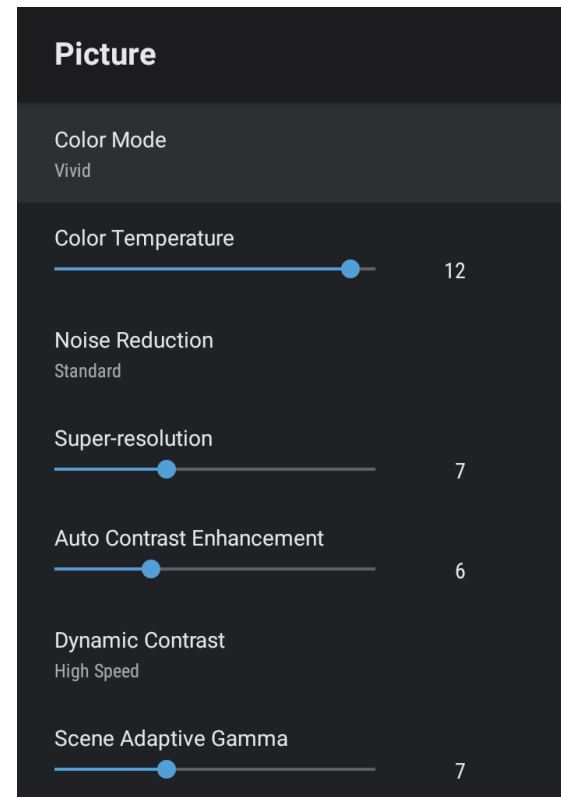 Picture
Color Mode
Vivid
Color Temperature
12
Noise Reduction
Standard
Super-resolution
7
Auto Contrast Enhancement
6
Dynamic Contrast
High Speed
Scene Adaptive Gamma
7